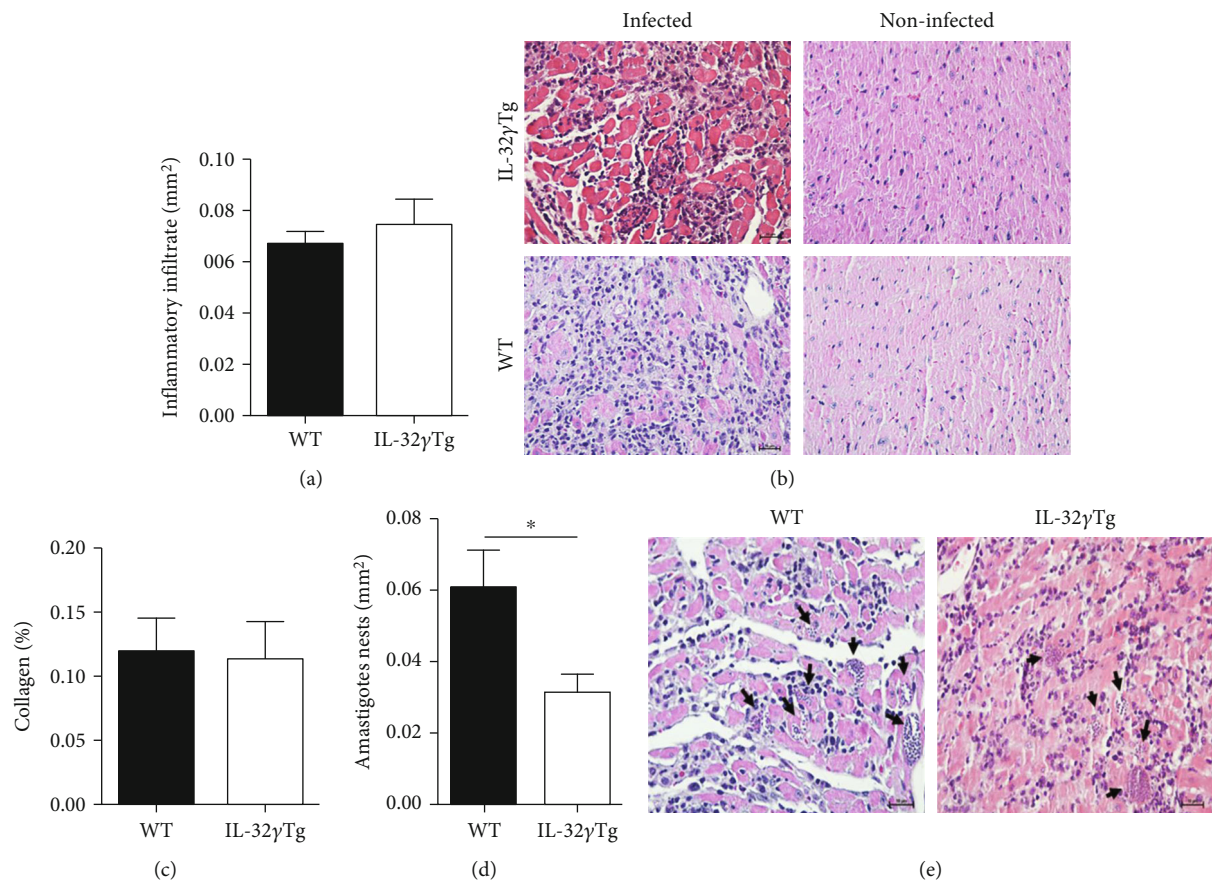 Infected Non-infected
IL-32γTg
WT
Inflammatory infiltrate (mm-2)
0.10
0.08
006
0.04
0.02
0.00
WT IL-32γTg
(a)
(b)
Collagen (%)
0.20
0.15
0.10
0.05
0.00
WT IL-32γTg
(c)
Amastigotes nests (mm2)
0.08
0.06
0.04
0.02
0.00
*
WT IL-32γTg
(d)
WT IL-32γTg
(e)